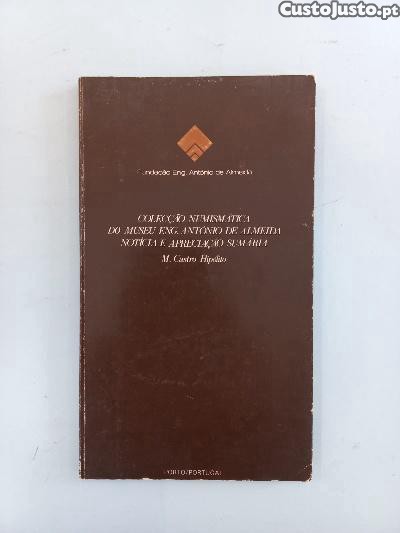 CustoJusto.pt
Fundação Eng. António de Almeida
COLECÇÃO NUMISMÁTICA
DO MUSEU ENG. ANTÓNIO DE ALMEIDA
NOTÍCIA E APRECIAÇÃO SUMÁRIA
M. Castro Hipólito
PORTO/PORTUGAL